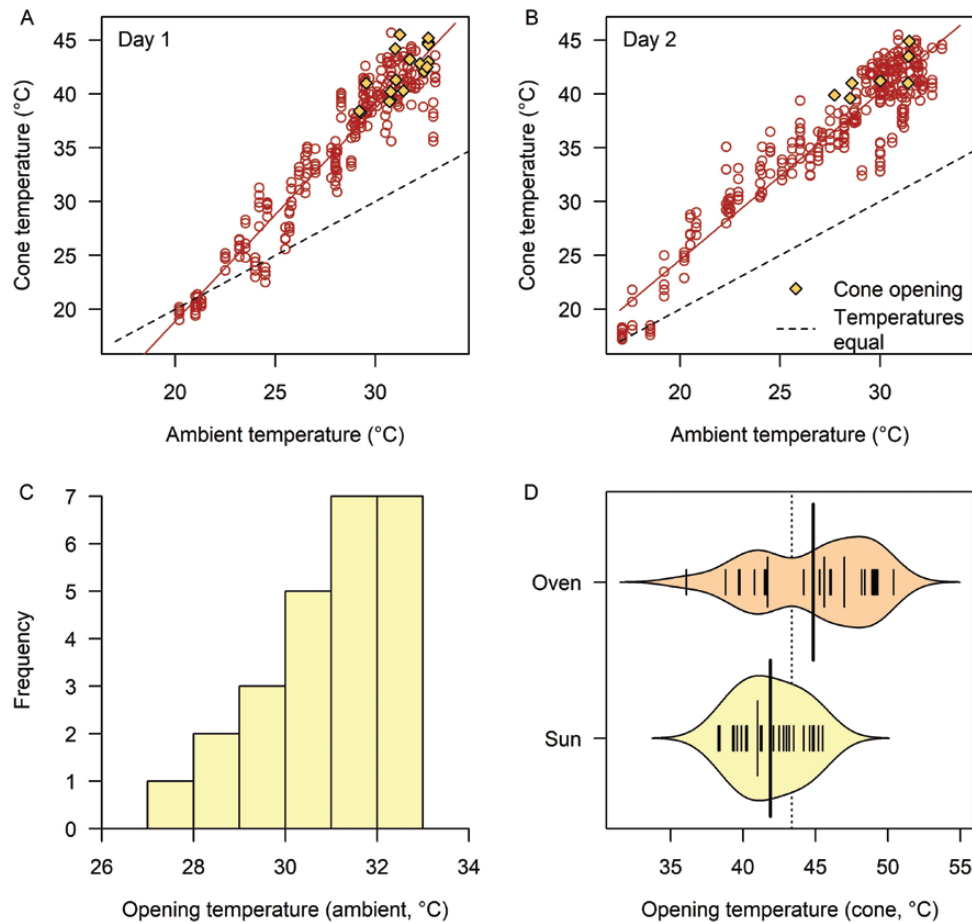 A
Day 1
45
40
35
30
25
20
Cone temperature (°C)
20
25
30
Ambient temperature (°C)
B
Day 2
45
40
35
30
25
20
Cone temperature (°C)
Cone opening
Temperatures
equal
20
25
30
Ambient temperature (°C)
C
7
6
5
4
3
2
1
0
Frequency
26
28
30
32
34
Opening temperature (ambient, °C)
D
Oven
Sun
35
40
45
50
55
Opening temperature (cone, °C)